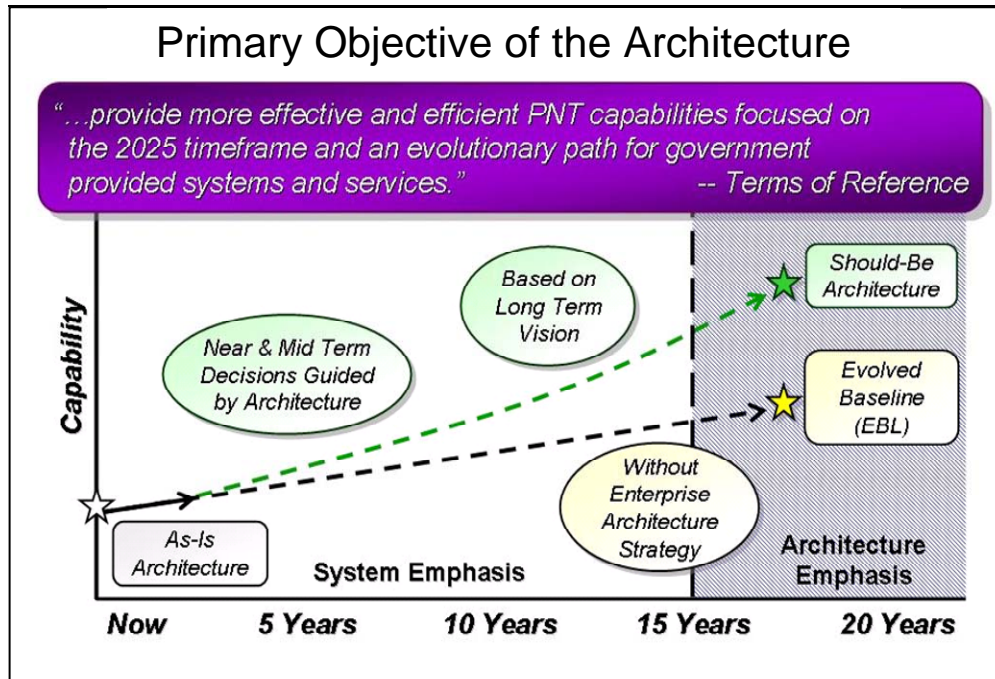 Primary Objective of the Architecture
“…provide more effective and efficient PNT capabilities focused on
the 2025 timeframe and an evolutionary path for government
provided systems and services.” -- Terms of Reference
Capability
Near & Mid Term
Decisions Guided
by Architecture
Based on
Long Term
Vision
Should-Be
Architecture
Evolved
Baseline
(EBL)
Without
Enterprise
Architecture
Strategy
As-Is
Architecture
System Emphasis
Architecture
Emphasis
Now 5 Years 10 Years 15 Years 20 Years